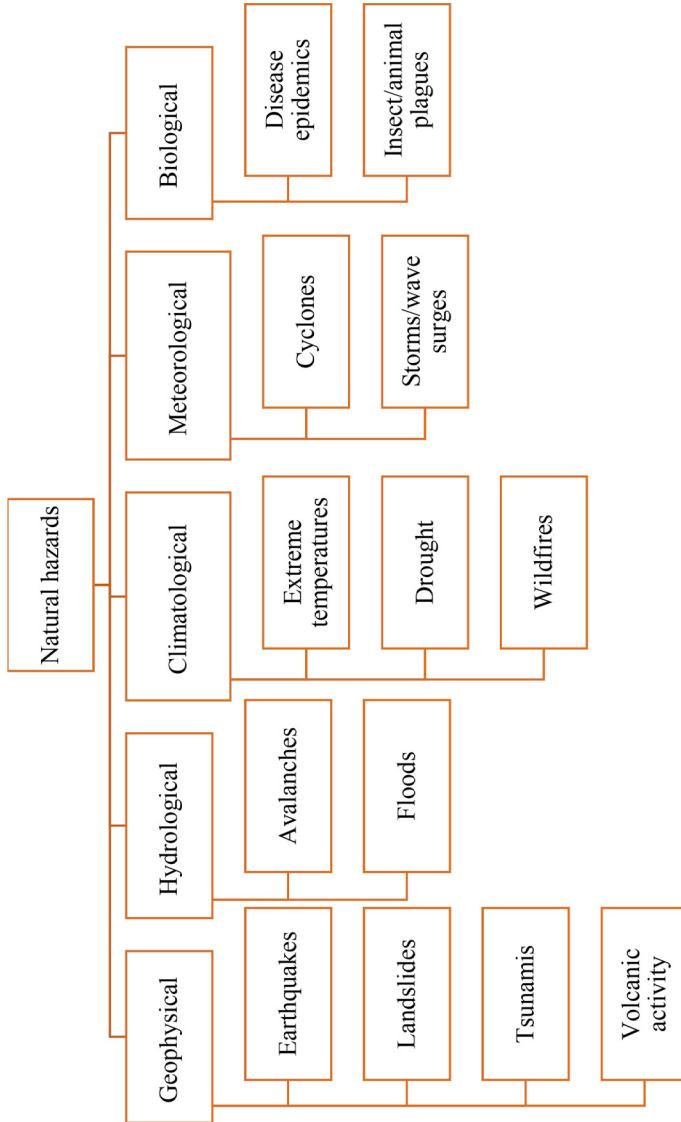 Natural hazards
Geophysical
Earthquakes
Landslides
Tsunamis
Volcanic
activity
Hydrological
Avalanches
Floods
Climatological
Extreme
temperatures
Drought
Wildfires
Meteorological
Cyclones
Storms/wave
surges
Biological
Disease
epidemics
Insect/animal
plagues